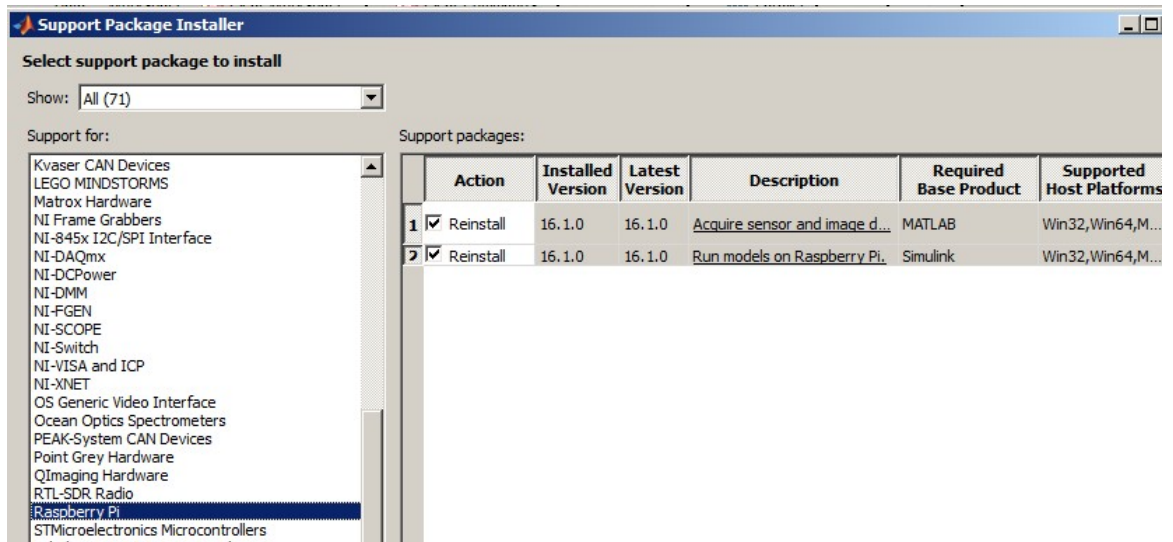 Support Package Installer
Select support package to install
Show: All (71)
Support for:
Kvaser CAN Devices
LEGO MINDSTORMS
Matrox Hardware
NI Frame Grabbers
NI-845x I2C/SPI Interface
NI-DAQmx
NI-DCPower
NI-DMM
NI-FGEN
NI-SCOPE
NI-Switch
NI-VISA and ICP
NI-XNET
OS Generic Video Interface
Ocean Optics Spectrometers
PEAK-System CAN Devices
Point Grey Hardware
QImaging Hardware
RTL-SDR Radio
Raspberry Pi
STMicroelectronics Microcontrollers
Support packages:
Action Installed Version Latest Version Description Required Base Product Supported Host Platforms
1 Reinstall 16.1.0 16.1.0 Acquire sensor and image d... MATLAB Win32,Win64,M...
2 Reinstall 16.1.0 16.1.0 Run models on Raspberry Pi. Simulink Win32,Win64,M...